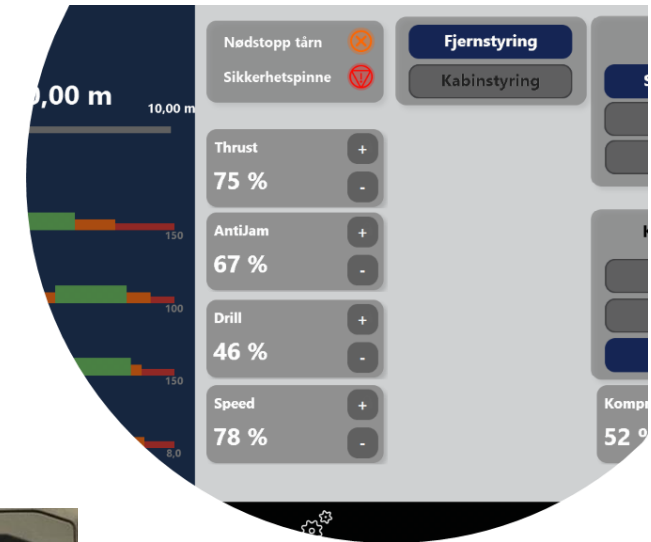 ,00 m
10,00 m
150
100
150
8,0
Nødstopp tårn
Sikkerhetspinne
Fjernstyring
Kabinstyring
Thrust
+
75 %
-
AntiJam
+
67 %
-
Drill
+
46 %
-
Speed
+
78 %
-
52 %